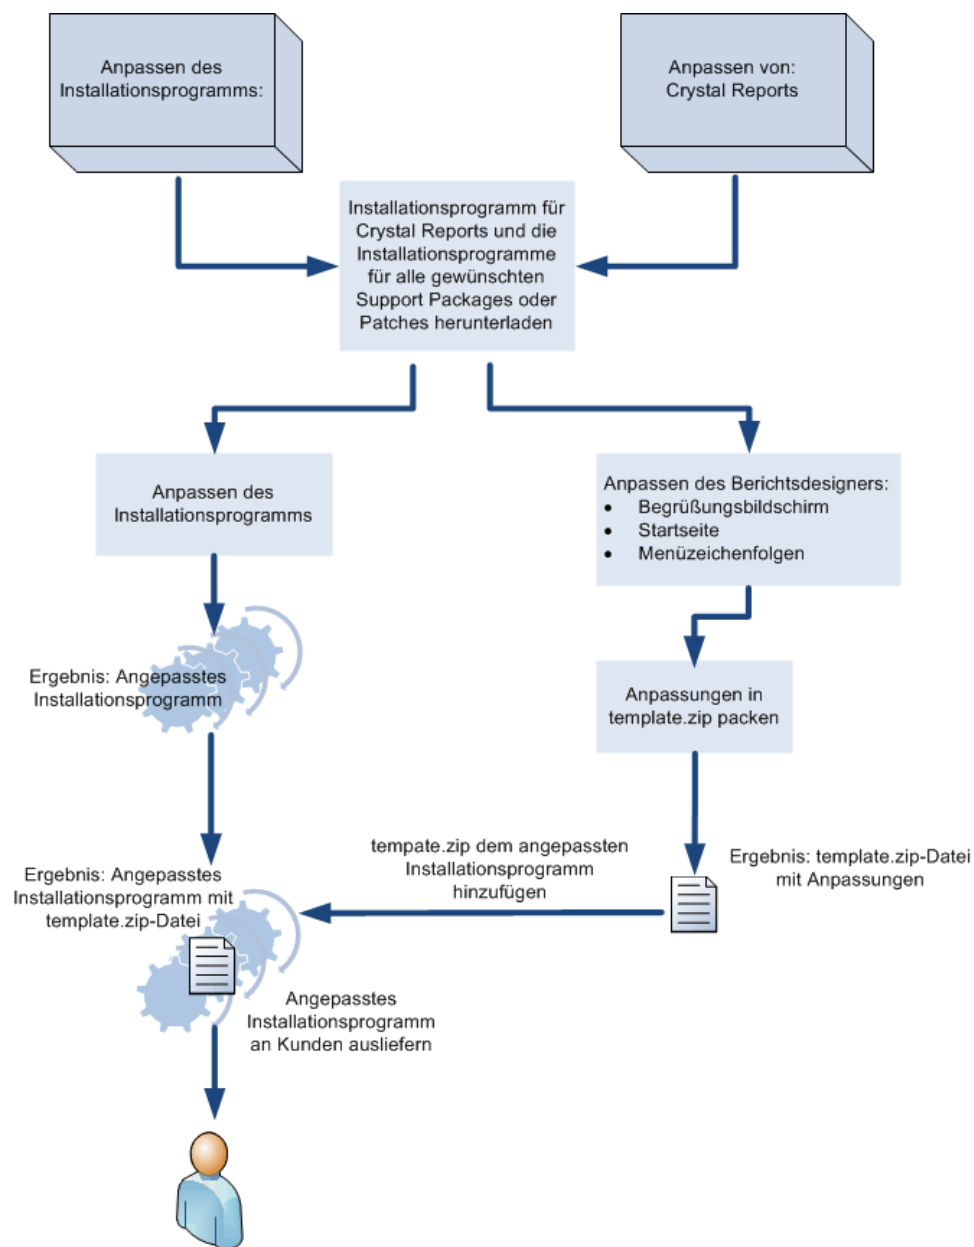 Anpassen des
Installationsprogramms:
Anpassen von:
Crystal Reports
Installationsprogramm für
Crystal Reports und die
Installationsprogramme
für alle gewünschten
Support Packages oder
Patches herunterladen
Anpassen des
Installationsprogramms
Anpassen des Berichtsdesigners:
• Begrüßungsbildschirm
• Startseite
• Menüzeichenfolgen
Ergebnis: Angepasstes
Installationsprogramm
Anpassungen in
template.zip packen
tempate.zip dem angepassten
Installationsprogramm
hinzufügen
Ergebnis: template.zip-Datei
mit Anpassungen
Ergebnis: Angepasstes
Installationsprogramm mit
template.zip-Datei
Angepasstes
Installationsprogramm
an Kunden ausliefern